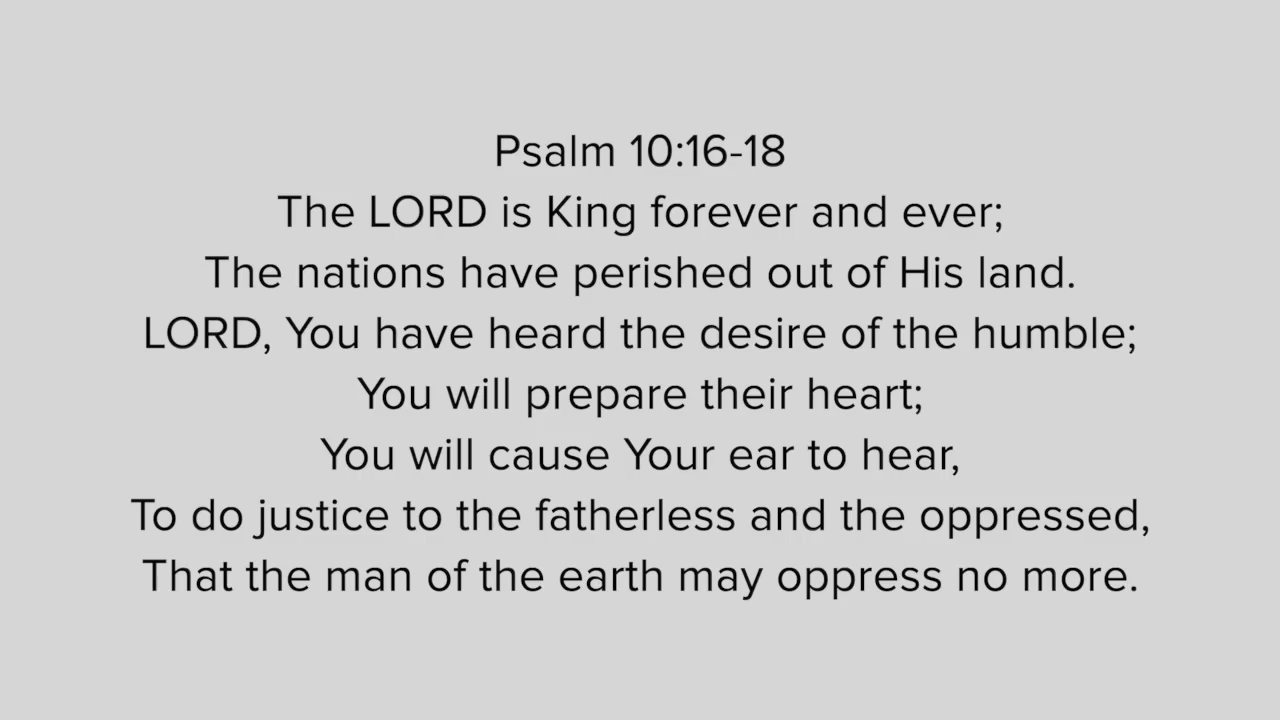 Psalm 10:16-18
The LORD is King forever and ever;
The nations have perished out of His land.
LORD, You have heard the desire of the humble;
You will prepare their heart;
You will cause Your ear to hear,
To do justice to the fatherless and the oppressed,
That the man of the earth may oppress no more.